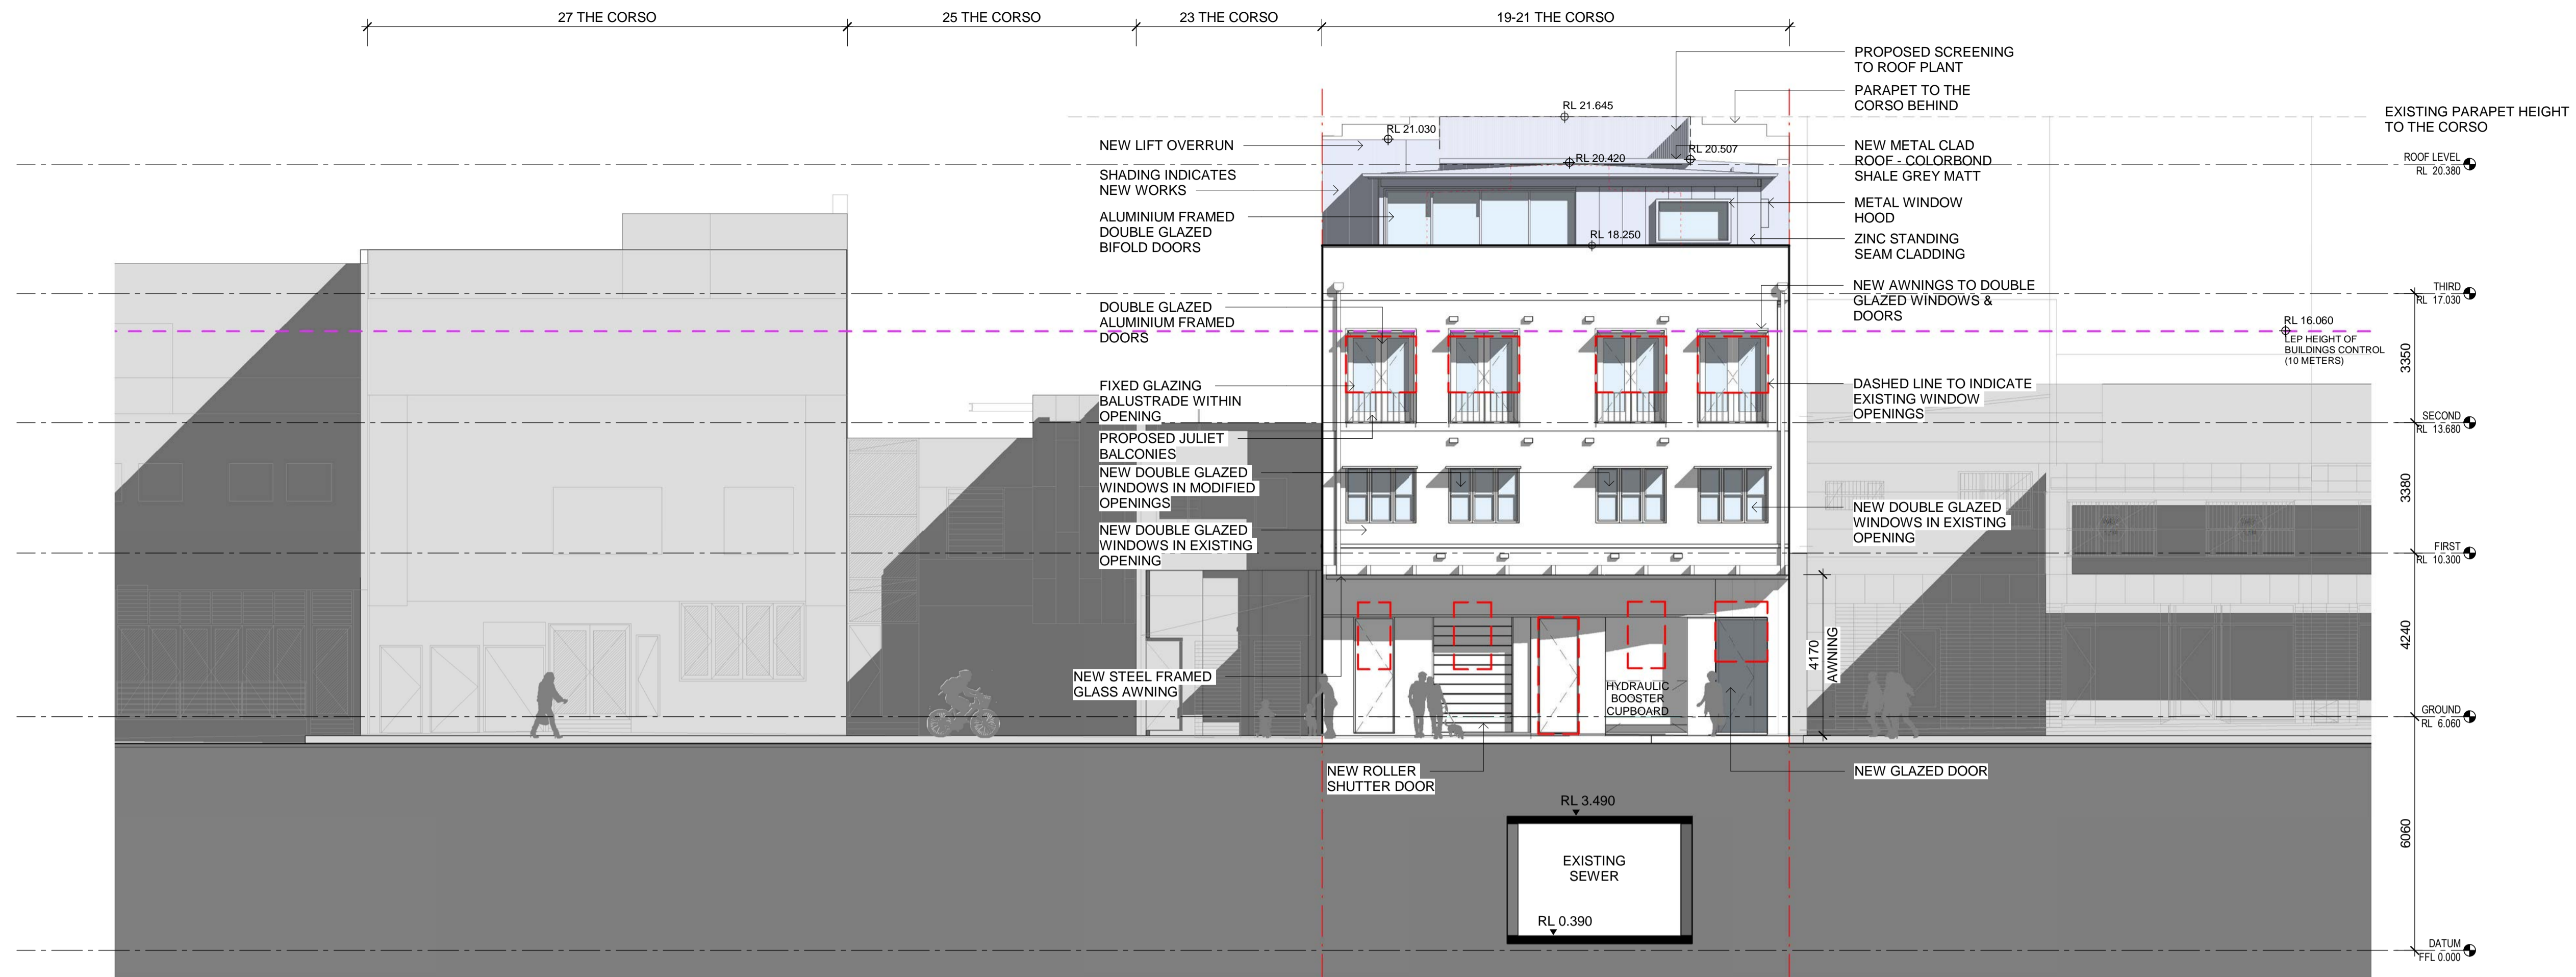 27 THE CORSO
25 THE CORSO
23 THE CORSO
19-21 THE CORSO
PROPOSED SCREENING
TO ROOF PLANT
PARAPET TO THE
CORSO BEHIND
EXISTING PARAPET HEIGHT
TO THE CORSO
RL 21.645
RL 21.030
RL 20.507
RL 20.420
RL 18.250
NEW LIFT OVERRUN
SHADING INDICATES
NEW WORKS
ALUMINIUM FRAMED
DOUBLE GLAZED
BIFOLD DOORS
NEW METAL CLAD
ROOF - COLORBOND
SHALE GREY MATT
METAL WINDOW
HOOD
ZINC STANDING
SEAM CLADDING
ROOF LEVEL
RL 20.380
DOUBLE GLAZED
ALUMINIUM FRAMED
DOORS
NEW AWNINGS TO DOUBLE
GLAZED WINDOWS &
DOORS
THIRD
RL 17.030
RL 16.060
LEP HEIGHT OF
BUILDINGS CONTROL
(10 METERS)
3350
FIXED GLAZING
BALUSTRADE WITHIN
OPENING
DASHED LINE TO INDICATE
EXISTING WINDOW
OPENINGS
SECOND
RL 13.680
PROPOSED JULIET
BALCONIES
NEW DOUBLE GLAZED
WINDOWS IN MODIFIED
OPENINGS
3380
NEW DOUBLE GLAZED
WINDOWS IN EXISTING
OPENING
NEW DOUBLE GLAZED
WINDOWS IN EXISTING
OPENING
FIRST
RL 10.300
4240
4170
AWNING
NEW STEEL FRAMED
GLASS AWNING
HYDRAULIC
BOOSTER
CUPBOARD
GROUND
RL 6.060
NEW ROLLER
SHUTTER DOOR
NEW GLAZED DOOR
6060
RL 3.490
EXISTING
SEWER
RL 0.390
DATUM
FFL 0.000